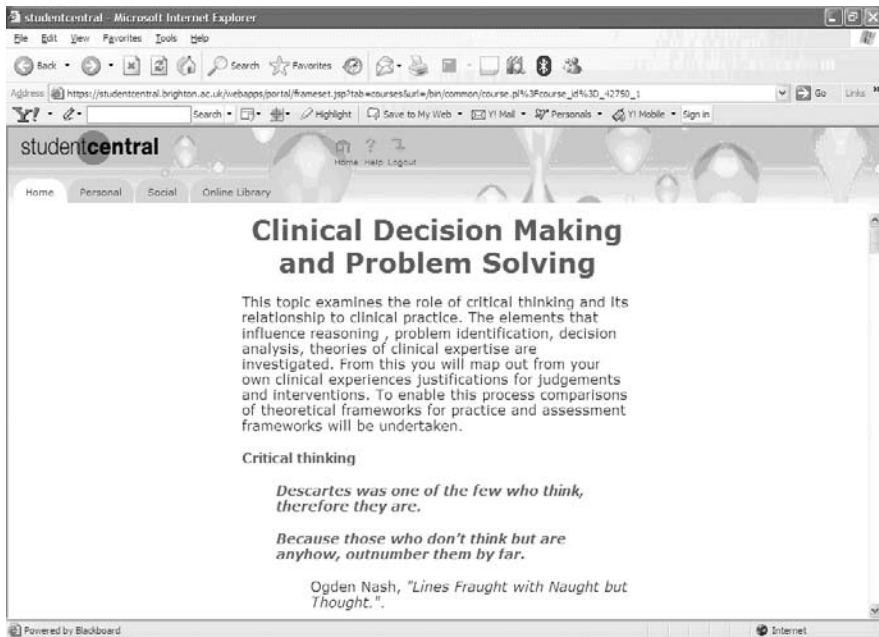 studentcentral - Microsoft Internet Explorer
File Edit View Favorites Tools Help
Back Search Favorites
Address https://studentcentral.brighton.ac.uk/webapps/portal/frameset.jsp?tab=courses&url=/bin/common/course.pl%3Fcourse_id%3D_42750_1 Go Links »
Y! Search Highlight Save to My Web Y! Mail Personals Y! Mobile Sign in
studentcentral
Home Help Logout
Home Personal Social Online Library
Clinical Decision Making
and Problem Solving
This topic examines the role of critical thinking and its
relationship to clinical practice. The elements that
influence reasoning , problem identification, decision
analysis, theories of clinical expertise are
investigated. From this you will map out from your
own clinical experiences justifications for judgements
and interventions. To enable this process comparisons
of theoretical frameworks for practice and assessment
frameworks will be undertaken.
Critical thinking
Descartes was one of the few who think,
therefore they are.
Because those who don't think but are
anyhow, outnumber them by far.
Ogden Nash, "Lines Fraught with Naught but
Thought.".
Powered by Blackboard Internet